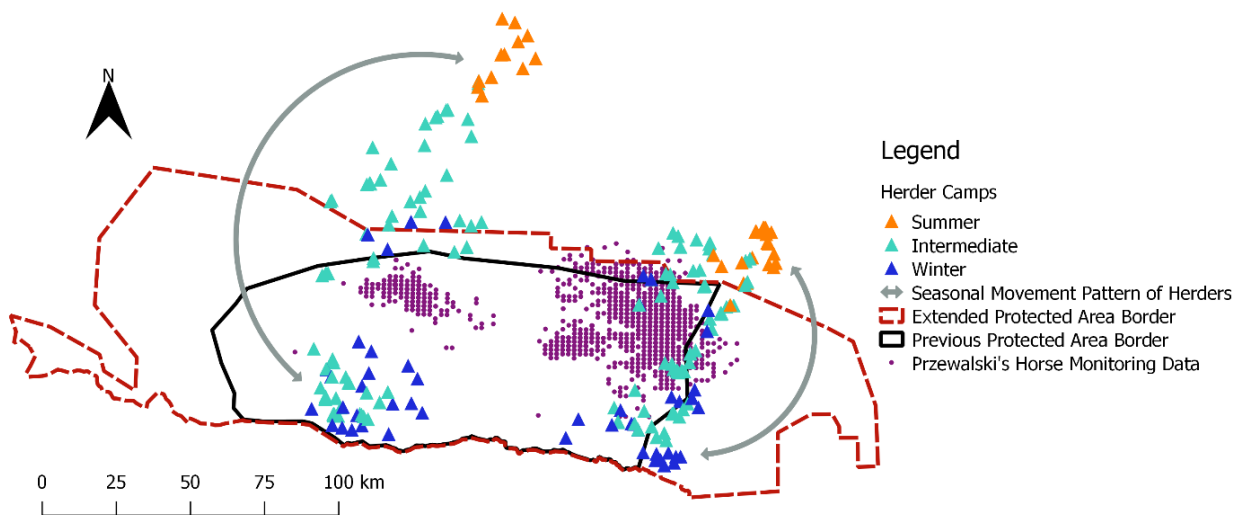 N
Legend
Herder Camps
Summer
Intermediate
Winter
Seasonal Movement Pattern of Herders
Extended Protected Area Border
Previous Protected Area Border
Przewalski's Horse Monitoring Data
0 25 50 75 100 km